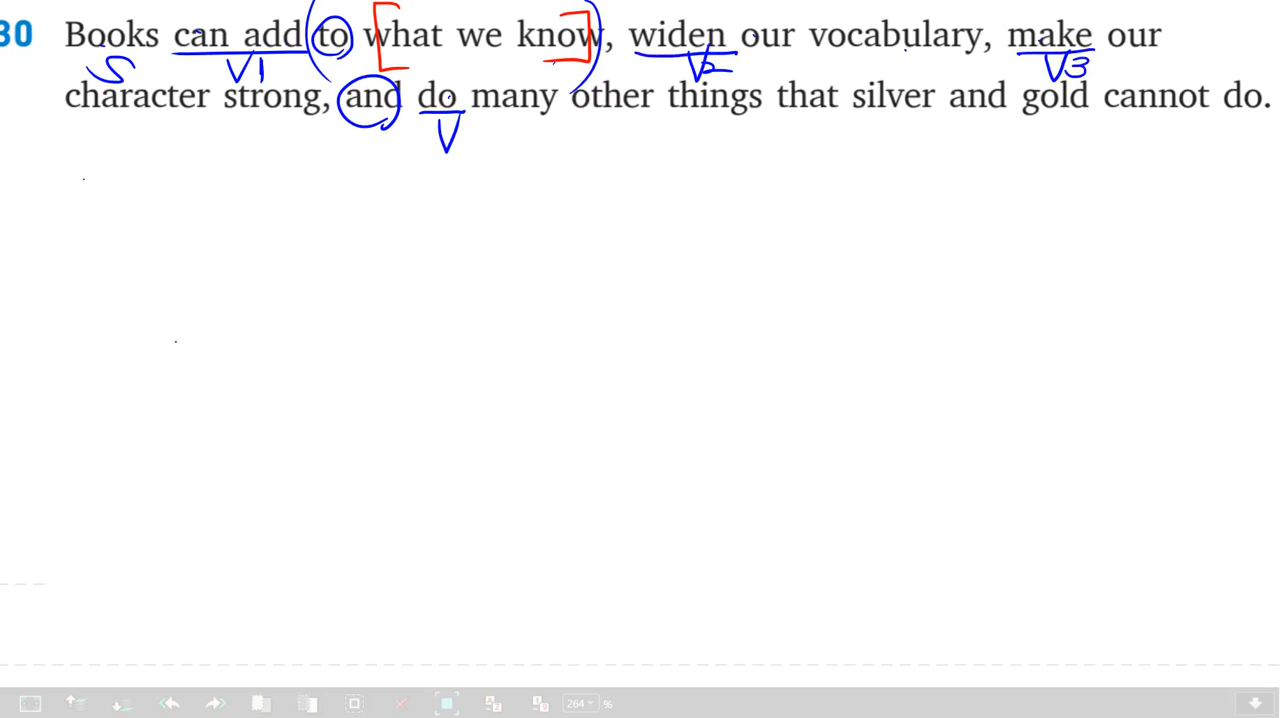 30 Books can add to what we know, widen our vocabulary, make our
S V1 V2 V3
character strong, and do many other things that silver and gold cannot do.
V
264 %